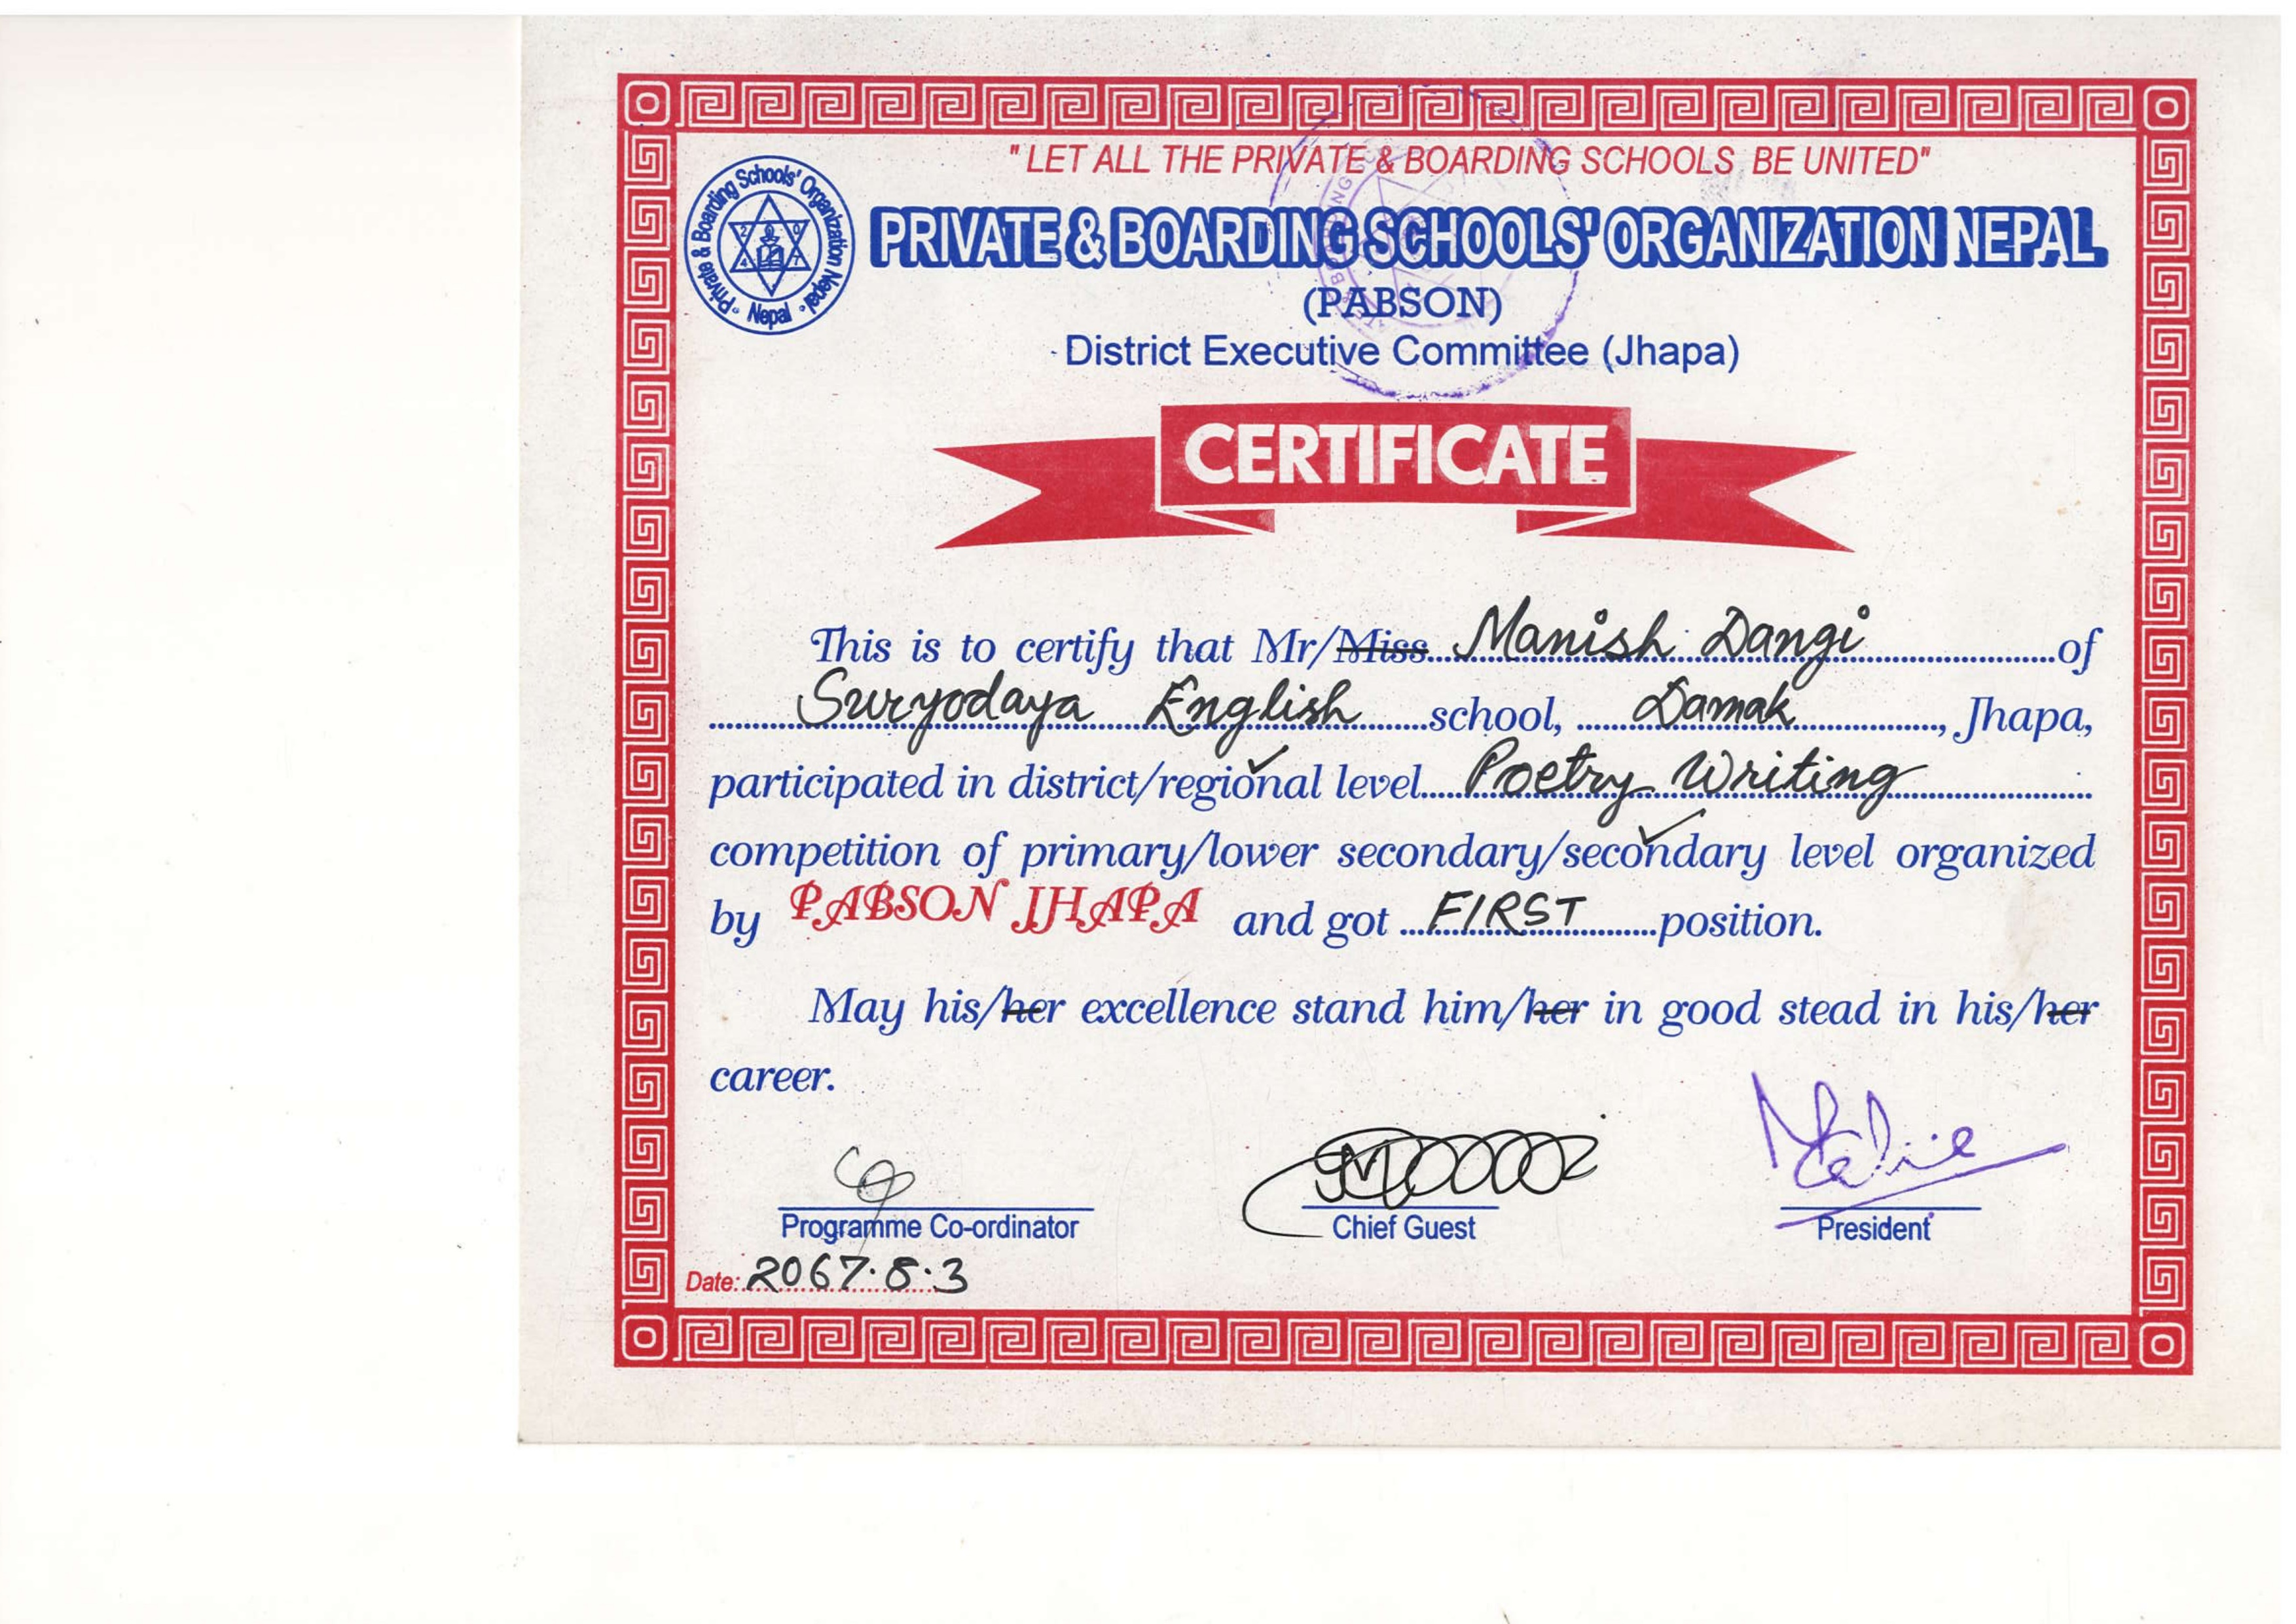 " LET ALL THE PRIVATE & BOARDING SCHOOLS BE UNITED"
Private & Boarding Schools' Organization Nepal
2 0 4 7
Nepal
PRIVATE & BOARDING SCHOOLS' ORGANIZATION NEPAL
(PABSON)
District Executive Committee (Jhapa)
CERTIFICATE
This is to certify that Mr/Miss Manish Dangi of
Suryodaya English school, Damak, Jhapa,
participated in district/regional level Poetry Writing
competition of primary/lower secondary/secondary level organized
by PABSON JHAPA and got FIRST position.
May his/her excellence stand him/her in good stead in his/her
career.
Programme Co-ordinator
Chief Guest
President
Date: 2067.8.3